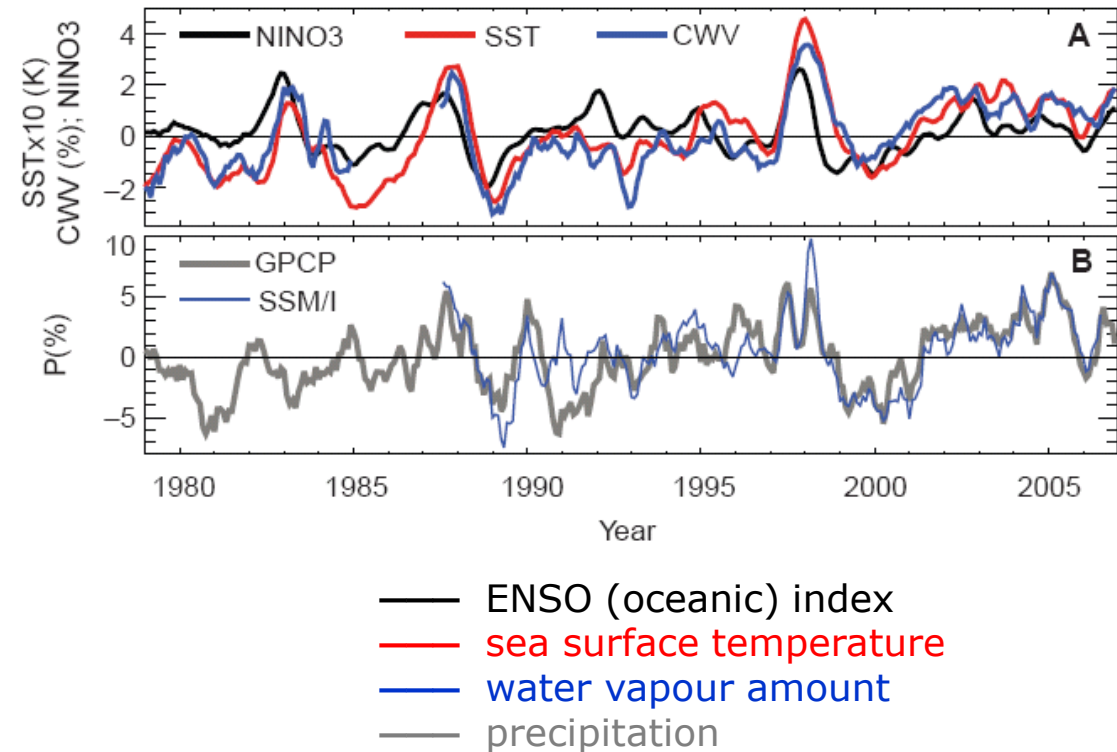 SSTx10 (K)
CWV (%); NINO3
4
2
0
−2
NINO3
SST
CWV
A
P(%)
10
5
0
−5
GPCP
SSM/I
B
1980 1985 1990 1995 2000 2005
Year
ENSO (oceanic) index
sea surface temperature
water vapour amount
precipitation